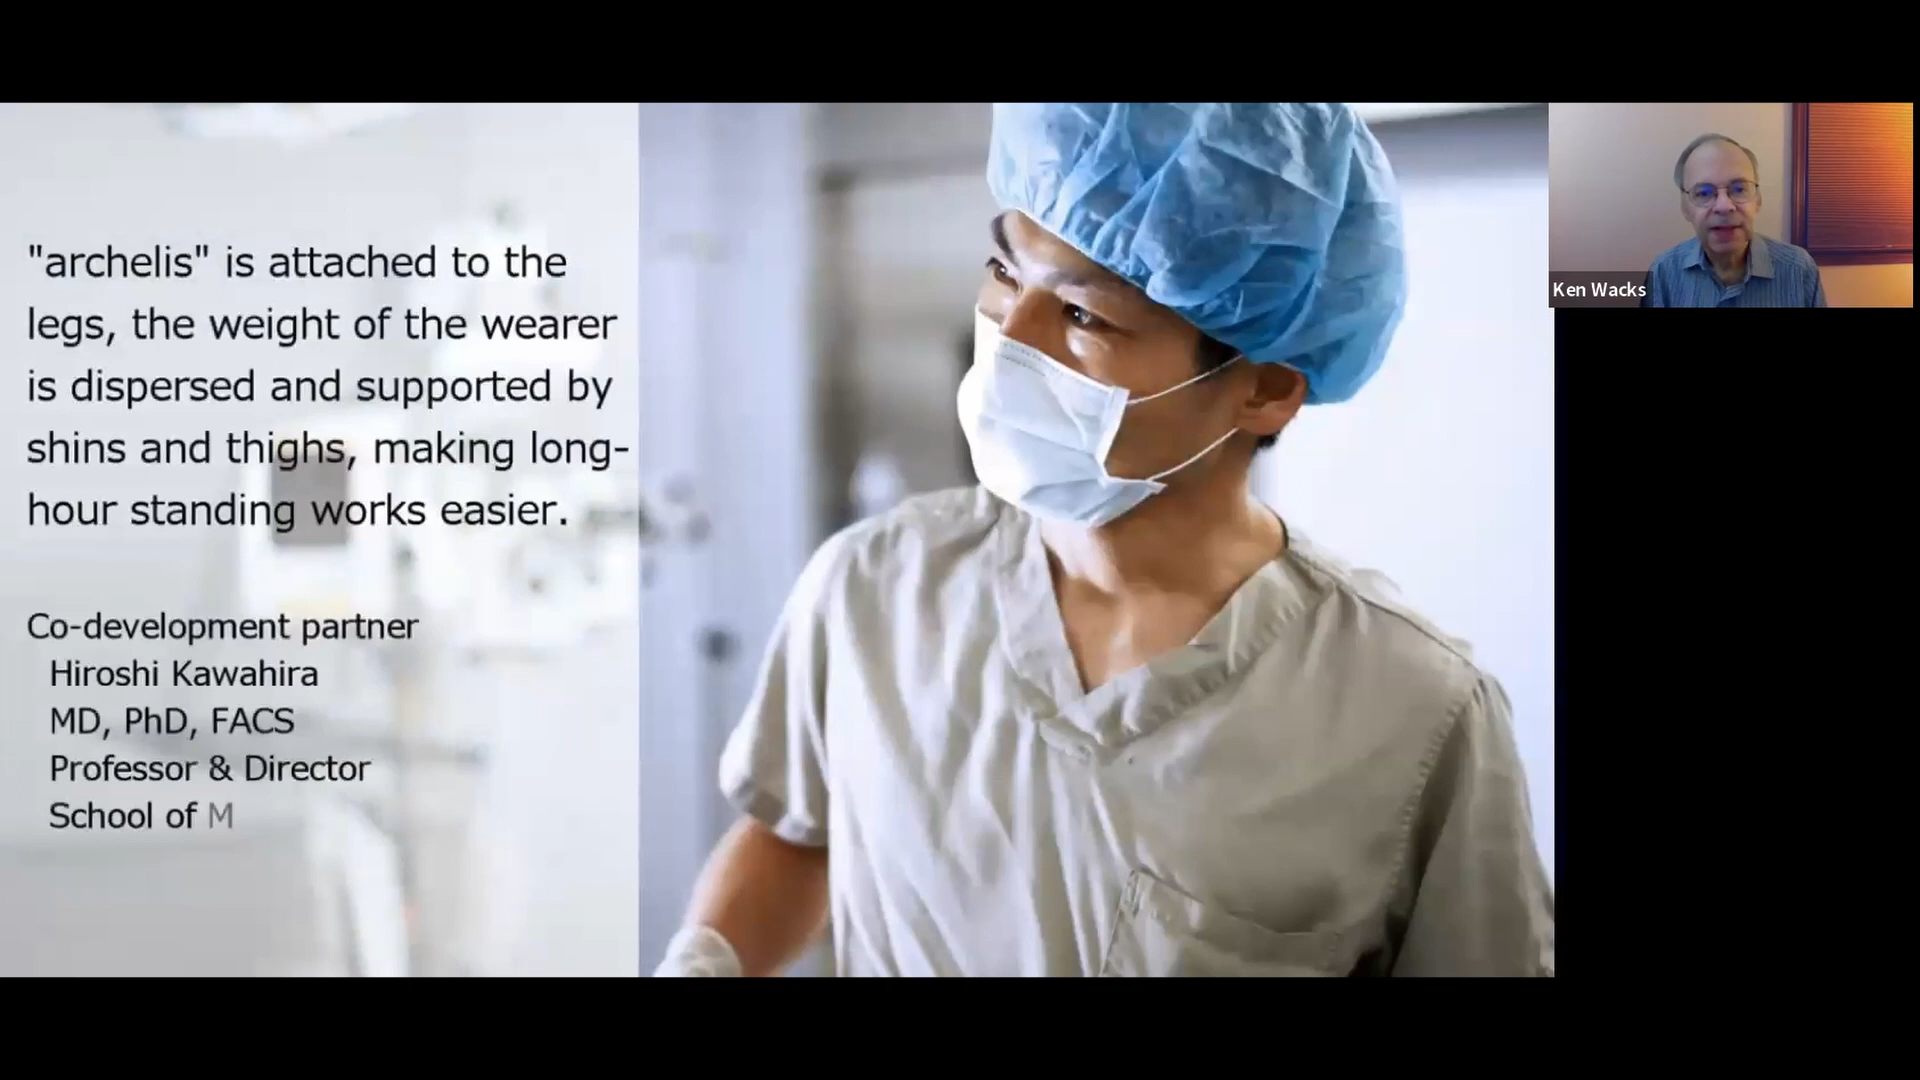 "archelis" is attached to the
legs, the weight of the wearer
is dispersed and supported by
shins and thighs, making long-
hour standing works easier.
Co-development partner
Hiroshi Kawahira
MD, PhD, FACS
Professor & Director
School of M
Ken Wacks